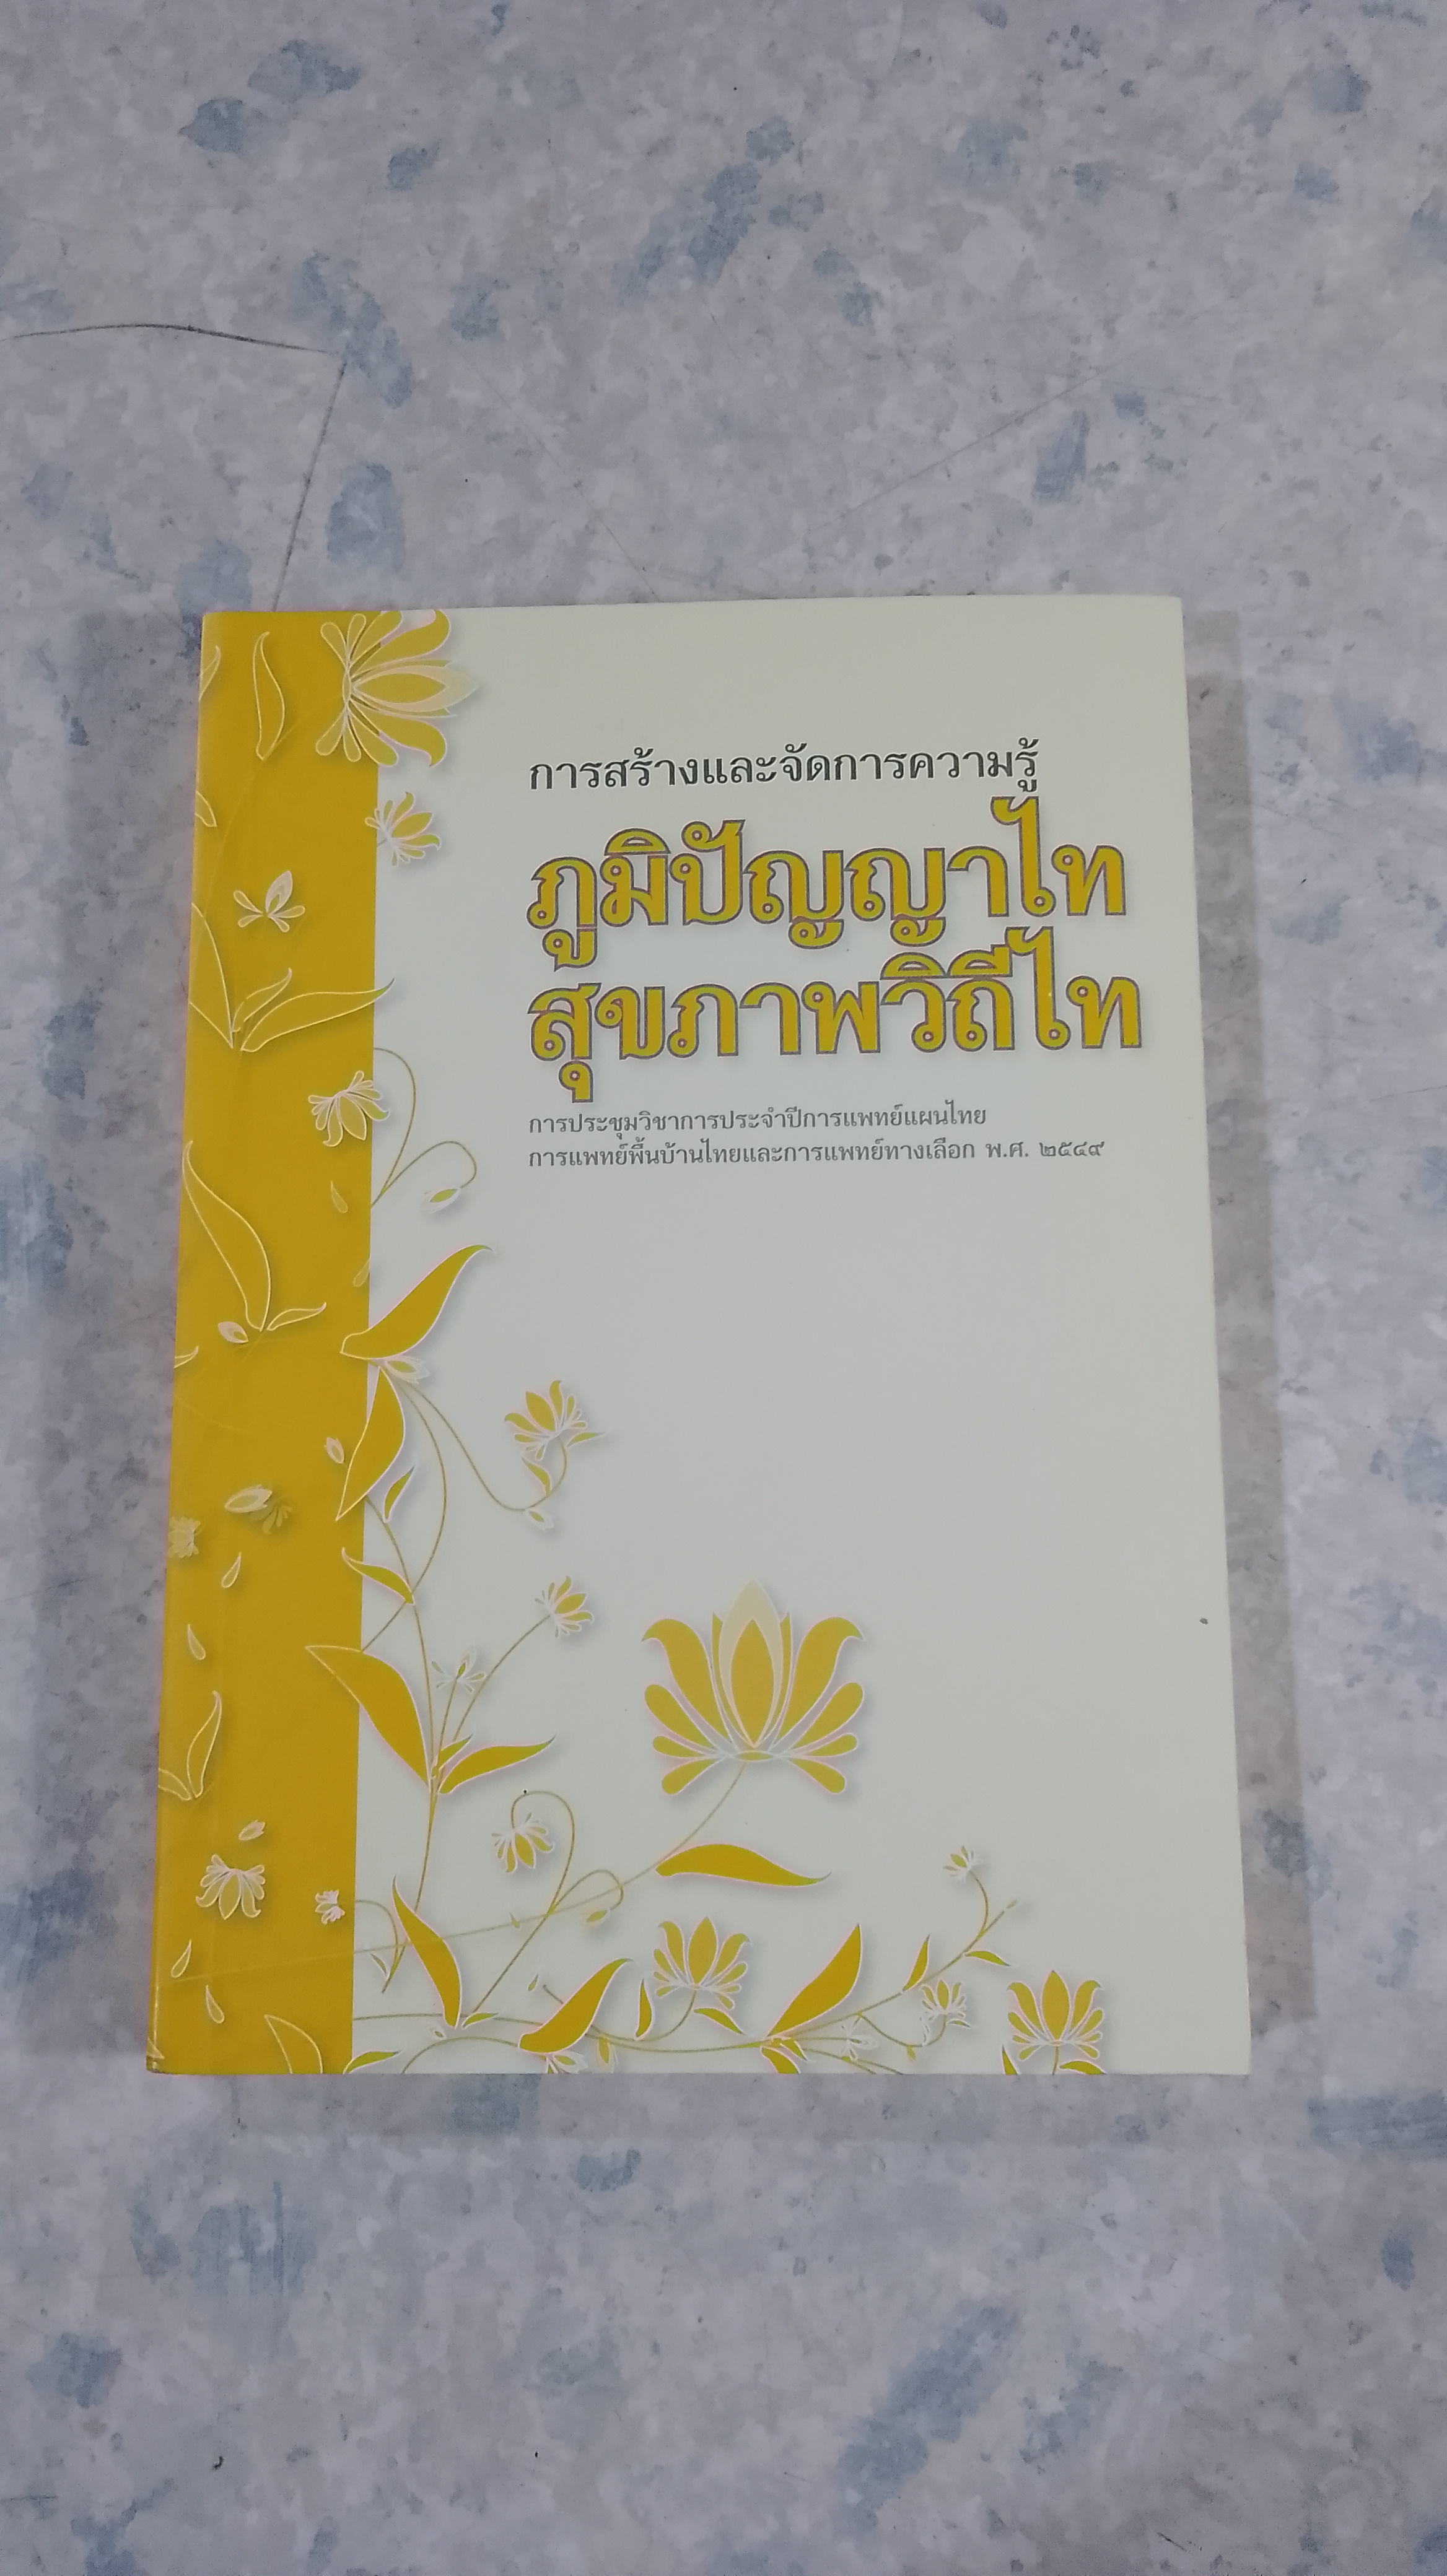 การสร้างและจัดการความรู้
ภูมิปัญญาไท
สุขภาพวิถีไท
การประชุมวิชาการประจำปีการแพทย์แผนไทย
การแพทย์พื้นบ้านไทยและการแพทย์ทางเลือก พ.ศ. ๒๕๔๙